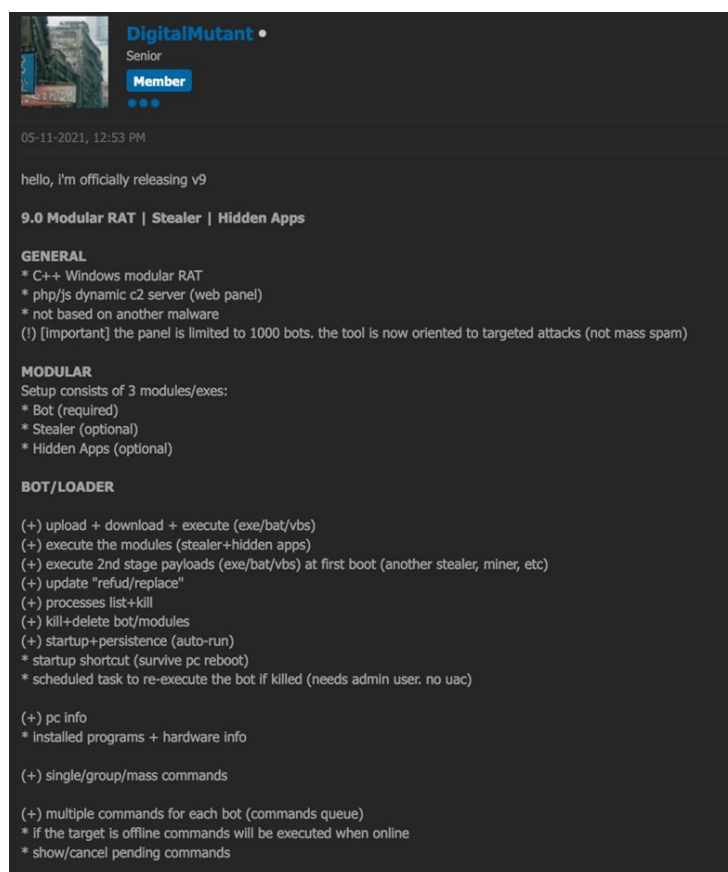 DigitalMutant
Senior
Member
05-11-2021, 12:53 PM
hello, i'm officially releasing v9
9.0 Modular RAT | Stealer | Hidden Apps
GENERAL
* C++ Windows modular RAT
* php/js dynamic c2 server (web panel)
* not based on another malware
(!) [important] the panel is limited to 1000 bots. the tool is now oriented to targeted attacks (not mass spam)
MODULAR
Setup consists of 3 modules/exes:
* Bot (required)
* Stealer (optional)
* Hidden Apps (optional)
BOT/LOADER
(+) upload + download + execute (exe/bat/vbs)
(+) execute the modules (stealer+hidden apps)
(+) execute 2nd stage payloads (exe/bat/vbs) at first boot (another stealer, miner, etc)
(+) update "refud/replace"
(+) processes list+kill
(+) kill+delete bot/modules
(+) startup+persistence (auto-run)
* startup shortcut (survive pc reboot)
* scheduled task to re-execute the bot if killed (needs admin user. no uac)
(+) pc info
* installed programs + hardware info
(+) single/group/mass commands
(+) multiple commands for each bot (commands queue)
* if the target is offline commands will be executed when online
* show/cancel pending commands